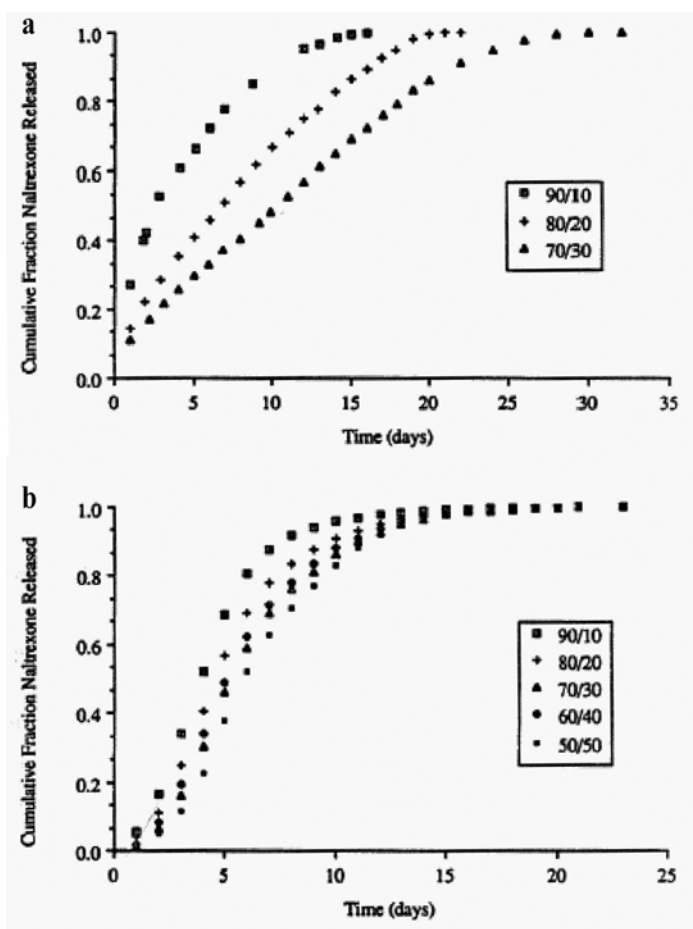 a
Cumulative Fraction Naltrexone Released
1.0
0.8
0.6
0.4
0.2
0.0
0 5 10 15 20 25 30 35
Time (days)
90/10
80/20
70/30
b
Cumulative Fraction Naltrexone Released
1.0
0.8
0.6
0.4
0.2
0.0
0 5 10 15 20 25
Time (days)
90/10
80/20
70/30
60/40
50/50